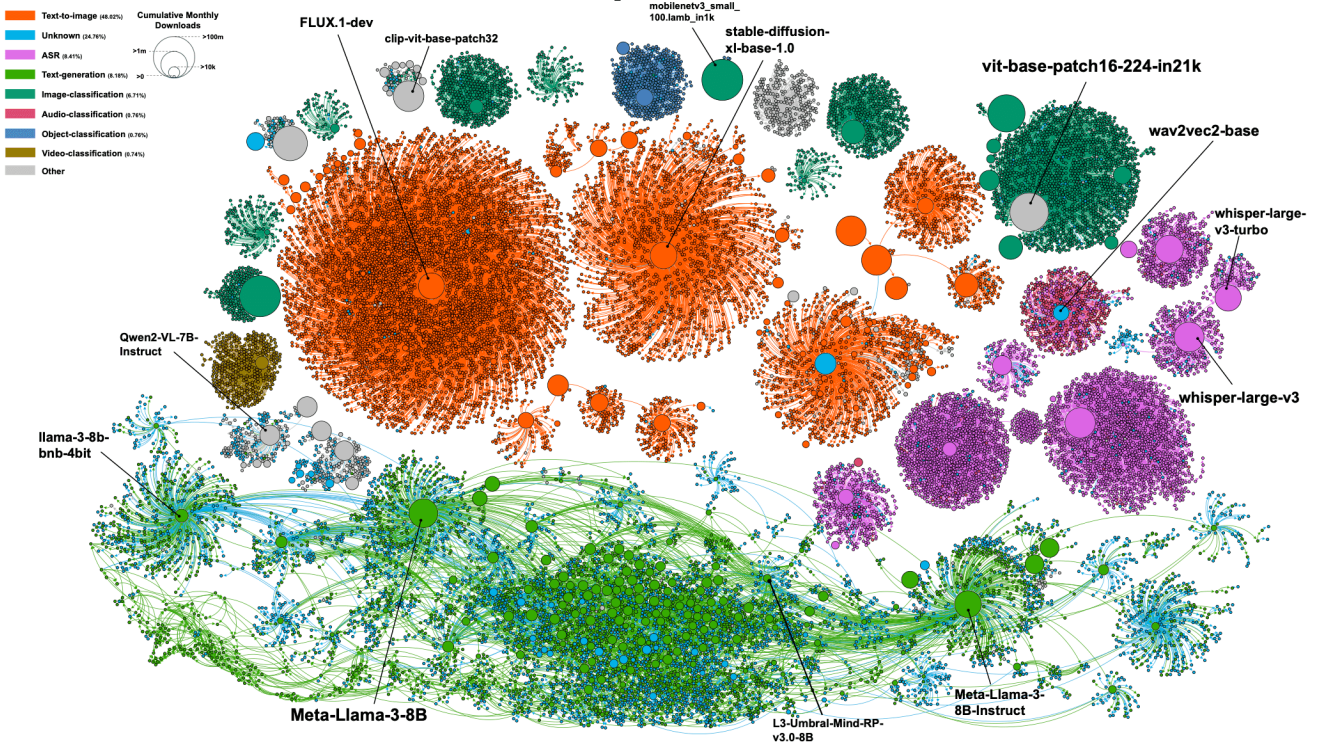 Text-to-image (48.02%)
Unknown (24.76%)
ASR (8.41%)
Text-generation (8.18%)
Image-classification (6.71%)
Audio-classification (0.76%)
Object-classification (0.76%)
Video-classification (0.74%)
Other
Cumulative Monthly
Downloads
>100m
>1m
>10k
>0
FLUX.1-dev
clip-vit-base-patch32
mobilenetv3_small_
100.lamb_in1k
stable-diffusion-
xl-base-1.0
vit-base-patch16-224-in21k
wav2vec2-base
whisper-large-
v3-turbo
whisper-large-v3
Qwen2-VL-7B-
Instruct
llama-3-8b-
bnb-4bit
Meta-Llama-3-8B
L3-Umbral-Mind-RP-
v3.0-8B
Meta-Llama-3-
8B-Instruct